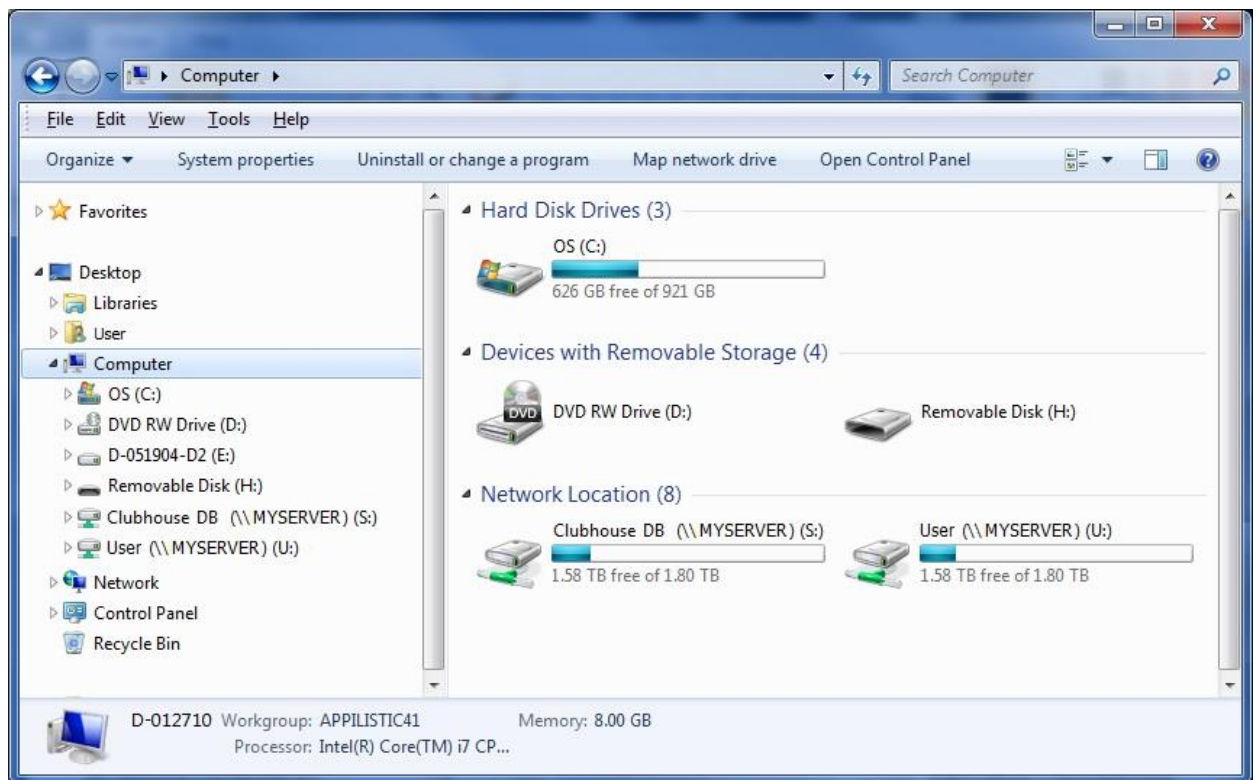 Computer
Search Computer
File Edit View Tools Help
Organize System properties Uninstall or change a program Map network drive Open Control Panel
Favorites
Desktop
Libraries
User
Computer
OS (C:)
DVD RW Drive (D:)
D-051904-D2 (E:)
Removable Disk (H:)
Clubhouse DB (\\MYSERVER) (S:)
User (\\MYSERVER) (U:)
Network
Control Panel
Recycle Bin
Hard Disk Drives (3)
OS (C:)
626 GB free of 921 GB
Devices with Removable Storage (4)
DVD
DVD RW Drive (D:)
Removable Disk (H:)
Network Location (8)
Clubhouse DB (\\MYSERVER) (S:)
1.58 TB free of 1.80 TB
User (\\MYSERVER) (U:)
1.58 TB free of 1.80 TB
D-012710 Workgroup: APPILISTIC41 Memory: 8.00 GB
Processor: Intel(R) Core(TM) i7 CP...